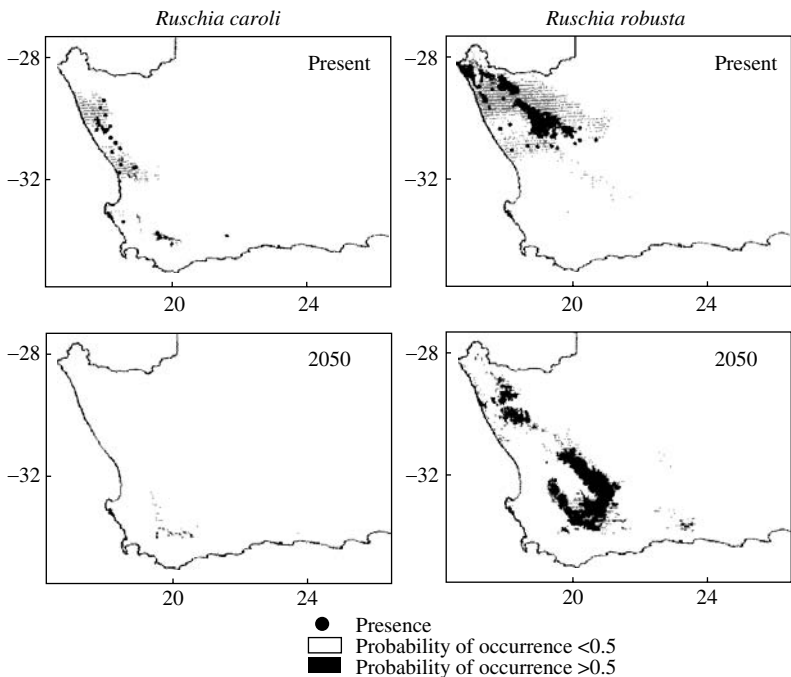 Ruschia caroli
Ruschia robusta
−28
−32
Present
20
24
−28
−32
Present
20
24
−28
−32
2050
20
24
−28
−32
2050
20
24
Presence
Probability of occurrence <0.5
Probability of occurrence >0.5